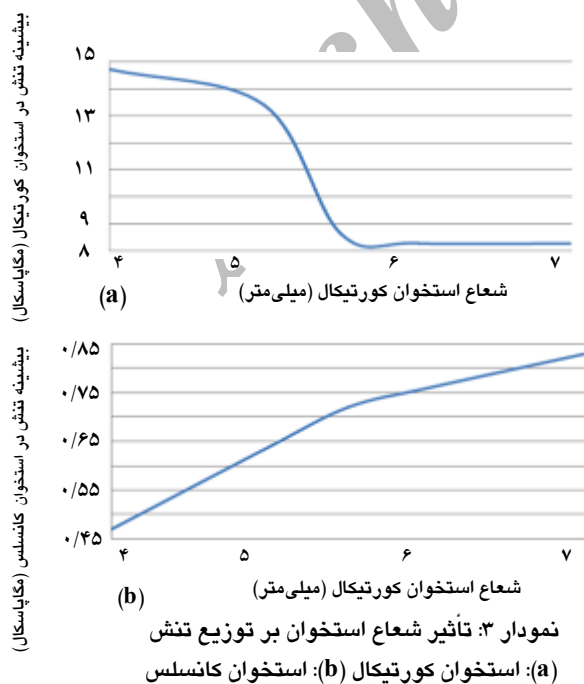 بیشینه تنش در استخوان کورتیکال (مگاپاسکال)
۱۵
۱۳
۱۱
۹
۸
۴ ۵ ۶ ۷
شعاع استخوان کورتیکال (میلی‌متر)
(a)
بیشینه تنش در استخوان کانسلس (مگاپاسکال)
۰/۸۵
۰/۷۵
۰/۶۵
۰/۵۵
۰/۴۵
۴ ۵ ۶ ۷
شعاع استخوان کورتیکال (میلی‌متر)
(b)
نمودار ۳: تأثیر شعاع استخوان بر توزیع تنش
(a): استخوان کورتیکال (b): استخوان کانسلس